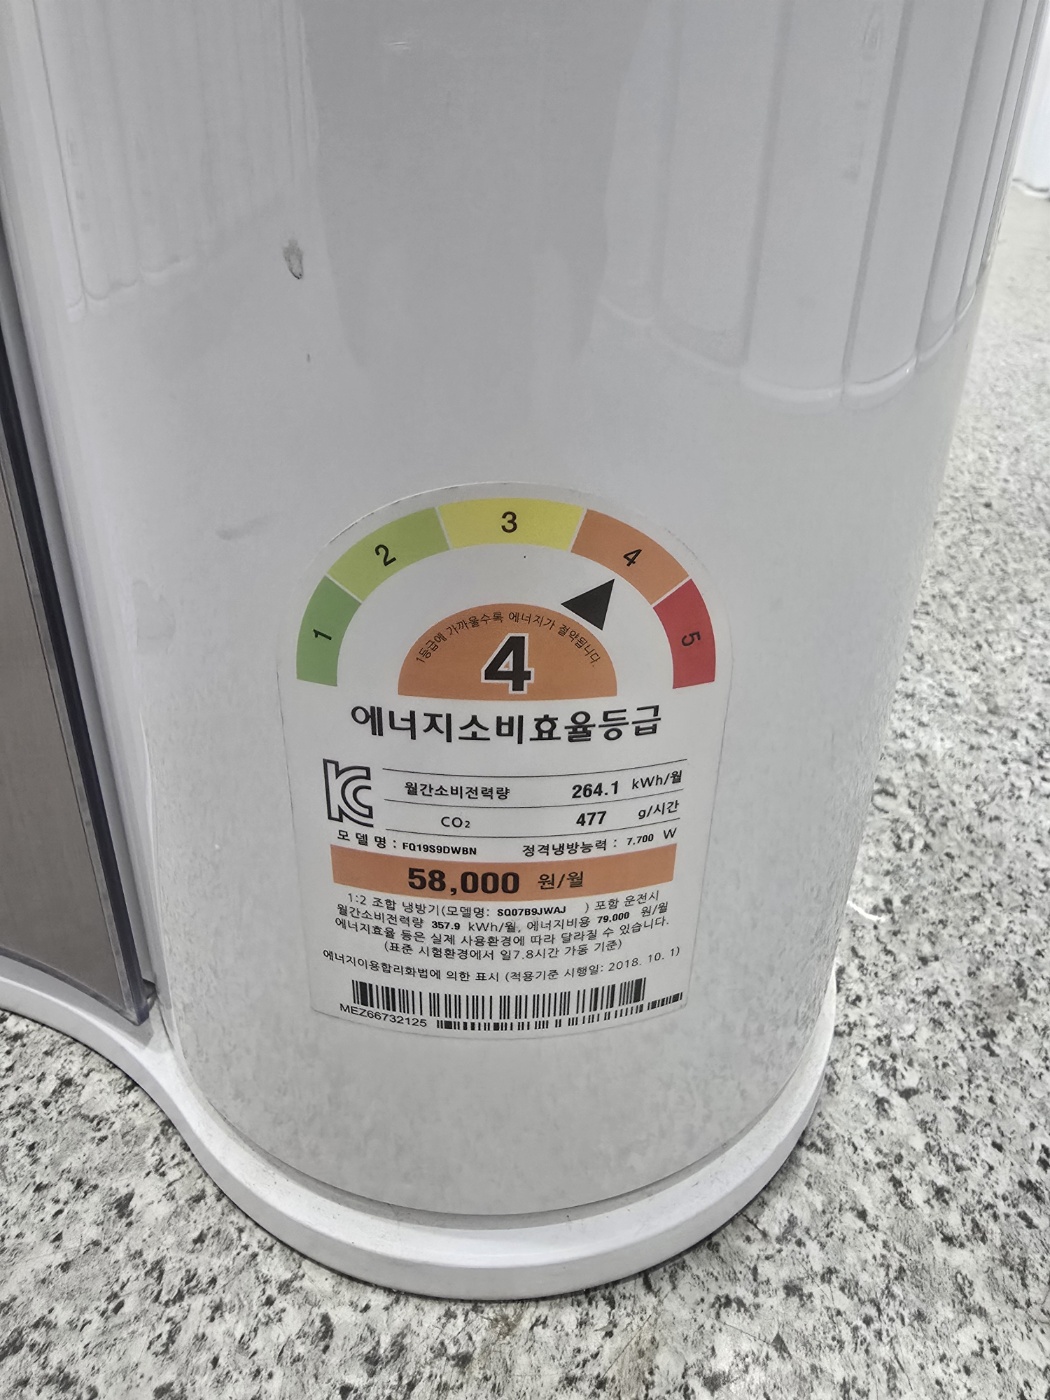 1 2 3 4 5
1등급에 가까울수록 에너지가 절약됩니다.
4
에너지소비효율등급
월간소비전력량 264.1 kWh/월
CO₂ 477 g/시간
모 델 명 : FQ19S9DWBN 정격냉방능력 : 7,700 W
58,000 원/월
1:2 조합 냉방기(모델명: SQ07B9JWAJ ) 포함 운전시
월간소비전력량 357.9 kWh/월, 에너지비용 79,000 원/월
에너지효율 등은 실제 사용환경에 따라 달라질 수 있습니다.
(표준 시험환경에서 일7.8시간 가동 기준)
에너지이용합리화법에 의한 표시 (적용기준 시행일: 2018. 10. 1)
MEZ66732125